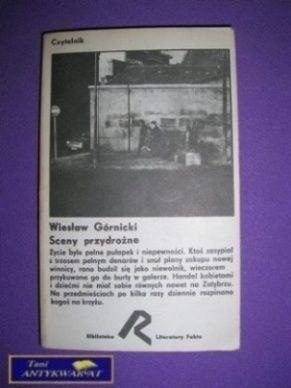 Czytelnik
Wiesław Górnicki
Sceny przydrożne
Życie było pełne pułapek i niepewności. Ktoś zasypiał
z trzosem pełnym denarów i snuł plany zakupu nowej
winnicy, rano budził się jako niewolnik, wieczorem
przykuwano go do burty w galerze. Handel kobietami
i dziećmi nie miał sobie równych nawet na Zatybrzu.
Na przedmieściach po kilka razy dziennie rozpinano
kogoś na krzyżu.
Biblioteka R Literatury Faktu
Tani
ANTYKWARIAT